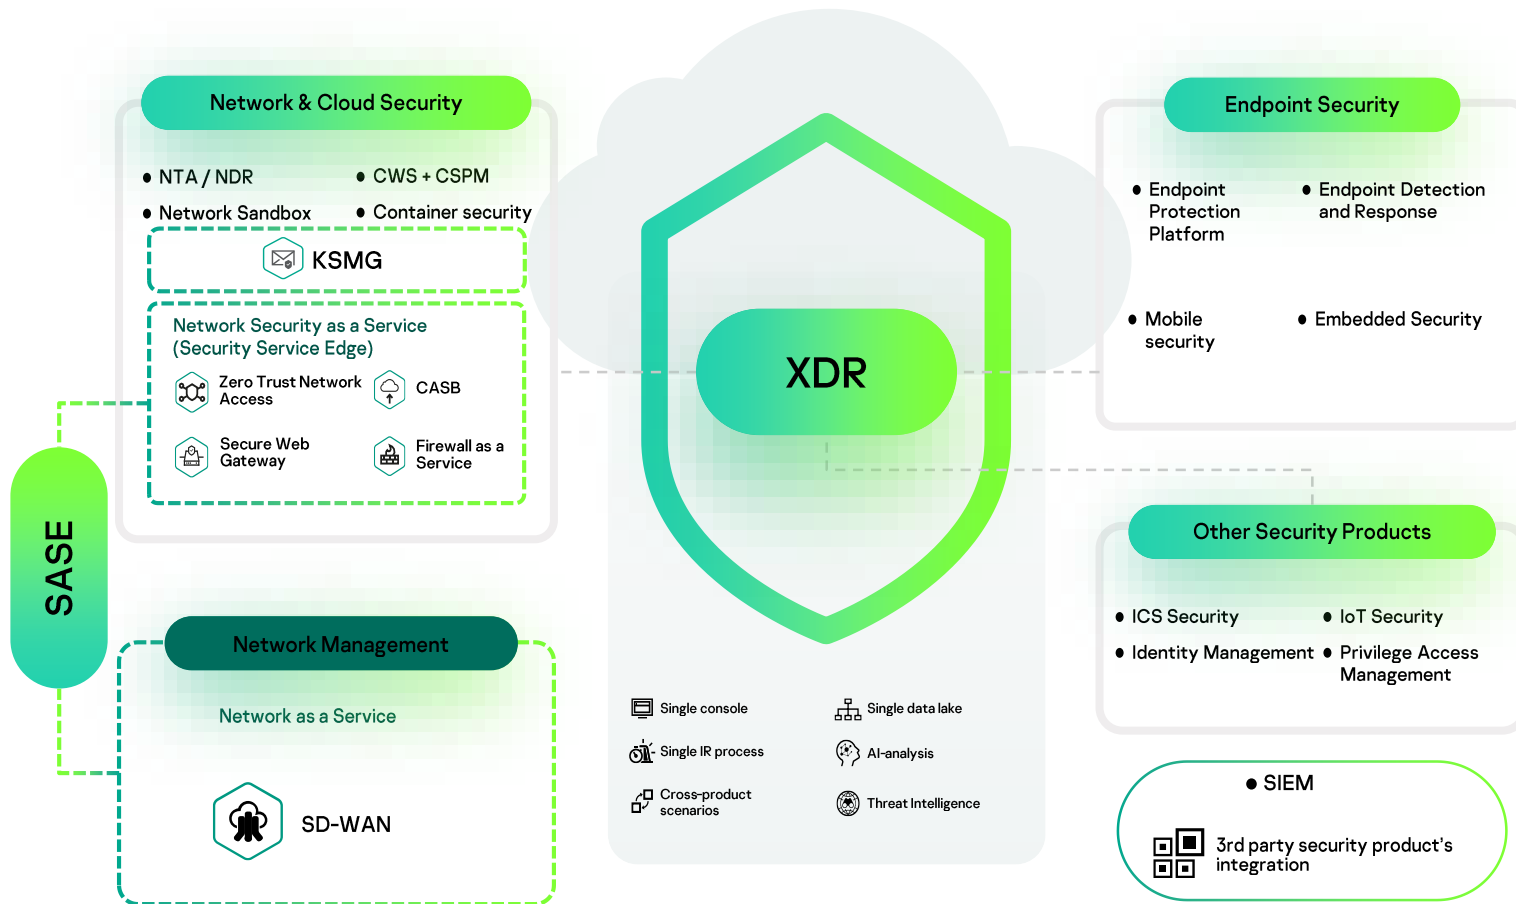 Network & Cloud Security
NTA / NDR
CWS + CSPM
Network Sandbox
Container security
KSMG
Network Security as a Service
(Security Service Edge)
Zero Trust Network
Access
CASB
Secure Web
Gateway
Firewall as a
Service
SASE
Network Management
Network as a Service
SD-WAN
XDR
Single console
Single data lake
Single IR process
AI-analysis
Cross-product
scenarios
Threat Intelligence
Endpoint Security
Endpoint
Protection
Platform
Endpoint Detection
and Response
Mobile
security
Embedded Security
Other Security Products
ICS Security
IoT Security
Identity Management
Privilege Access
Management
SIEM
3rd party security product's
integration